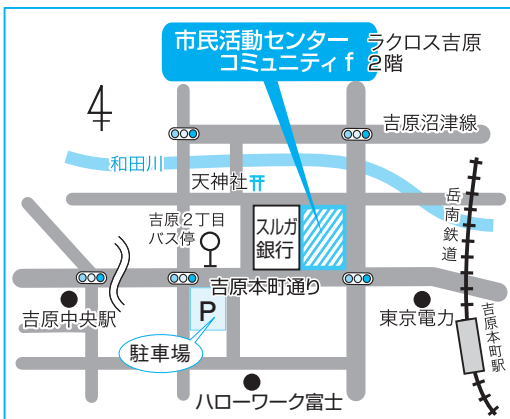 市民活動センター
コミュニティf
ラクロス吉原
2階
吉原沼津線
和田川
天神社
岳南鉄道
吉原2丁目
バス停
スルガ
銀行
吉原本町通り
吉原中央駅
P
東京電力
吉原本町駅
駐車場
ハローワーク富士